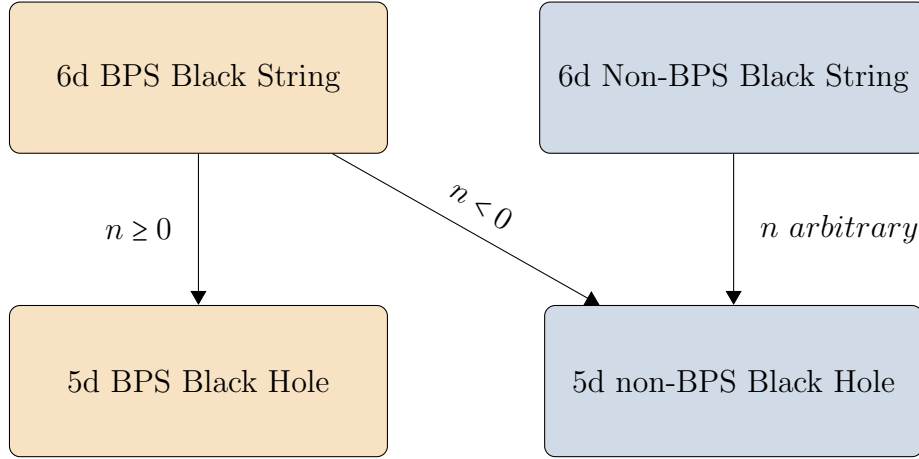 6d BPS Black String
6d Non-BPS Black String
n ≥ 0
n < 0
n arbitrary
5d BPS Black Hole
5d non-BPS Black Hole